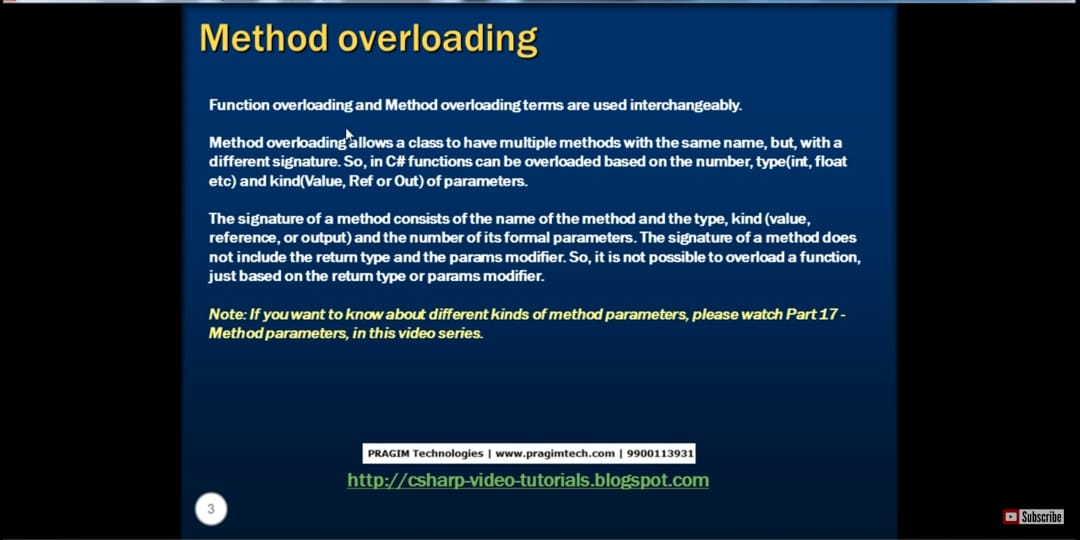 Method overloading
Function overloading and Method overloading terms are used interchangeably.
Method overloading allows a class to have multiple methods with the same name, but, with a
different signature. So, in C# functions can be overloaded based on the number, type(int, float
etc) and kind(Value, Ref or Out) of parameters.
The signature of a method consists of the name of the method and the type, kind (value,
reference, or output) and the number of its formal parameters. The signature of a method does
not include the return type and the params modifier. So, it is not possible to overload a function,
just based on the return type or params modifier.
Note: If you want to know about different kinds of method parameters, please watch Part 17 -
Method parameters, in this video series.
PRAGIM Technologies | www.pragimtech.com | 9900113931
http://csharp-video-tutorials.blogspot.com
3
Subscribe